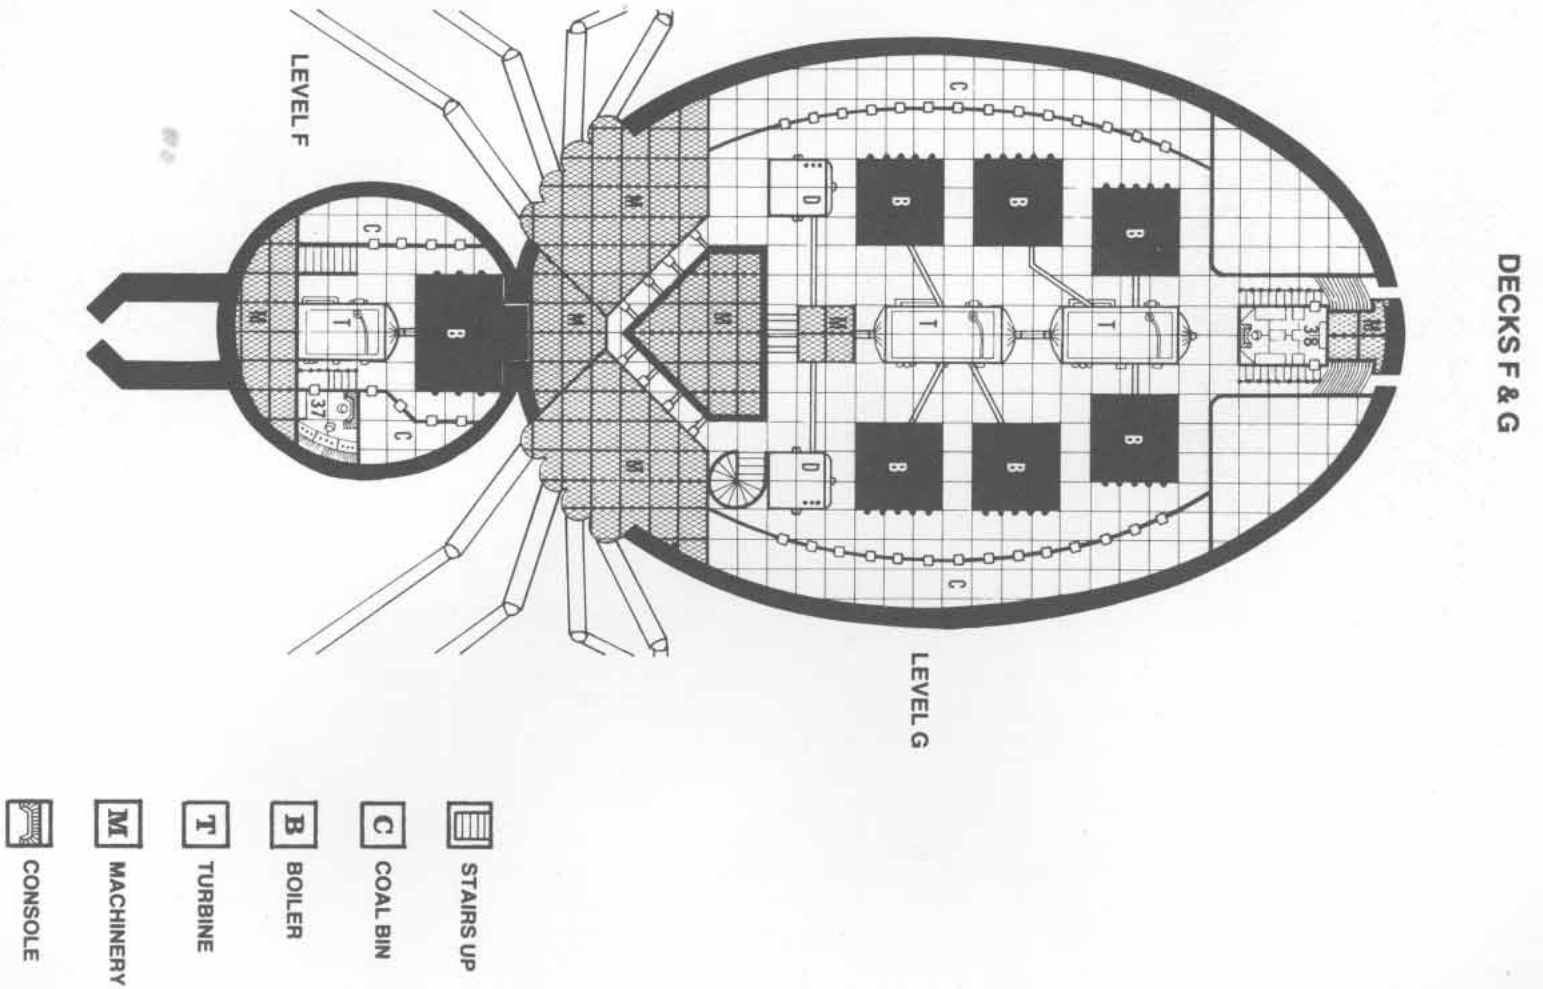 DECKS F & G
LEVEL F
LEVEL G
C
M
D
B
B
B
C
M
T
B
M
M
M
T
T
38
M
37
C
M
D
B
B
B
C
STAIRS UP
C COAL BIN
B BOILER
T TURBINE
M MACHINERY
CONSOLE